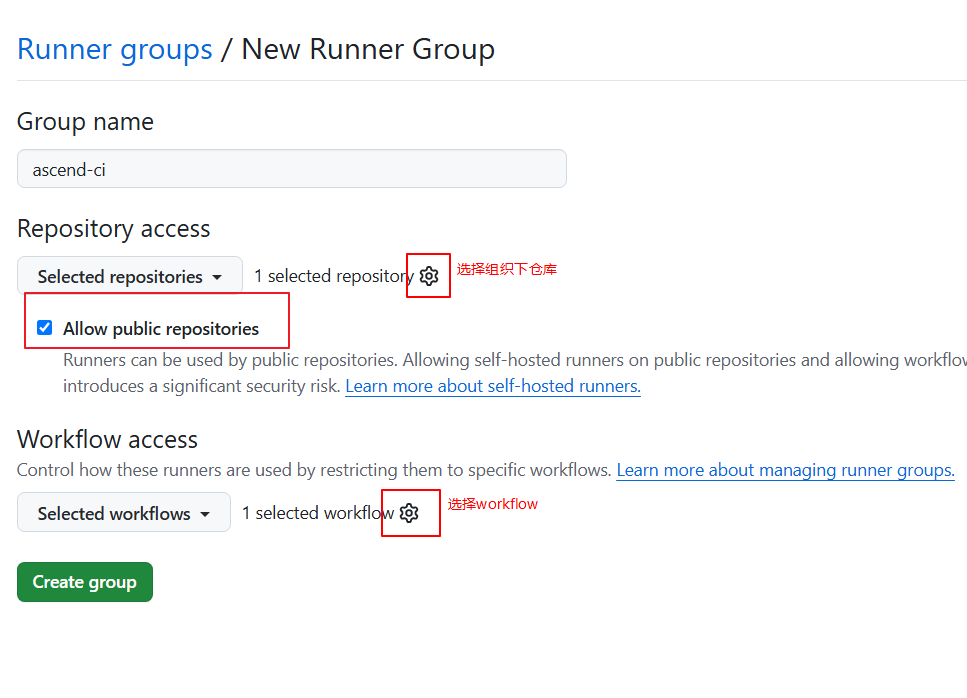 Runner groups / New Runner Group
Group name
ascend-ci
Repository access
Selected repositories 1 selected repository 选择组织下仓库
Allow public repositories
Runners can be used by public repositories. Allowing self-hosted runners on public repositories and allowing workflow
introduces a significant security risk. Learn more about self-hosted runners.
Workflow access
Control how these runners are used by restricting them to specific workflows. Learn more about managing runner groups.
Selected workflows 1 selected workflow 选择workflow
Create group